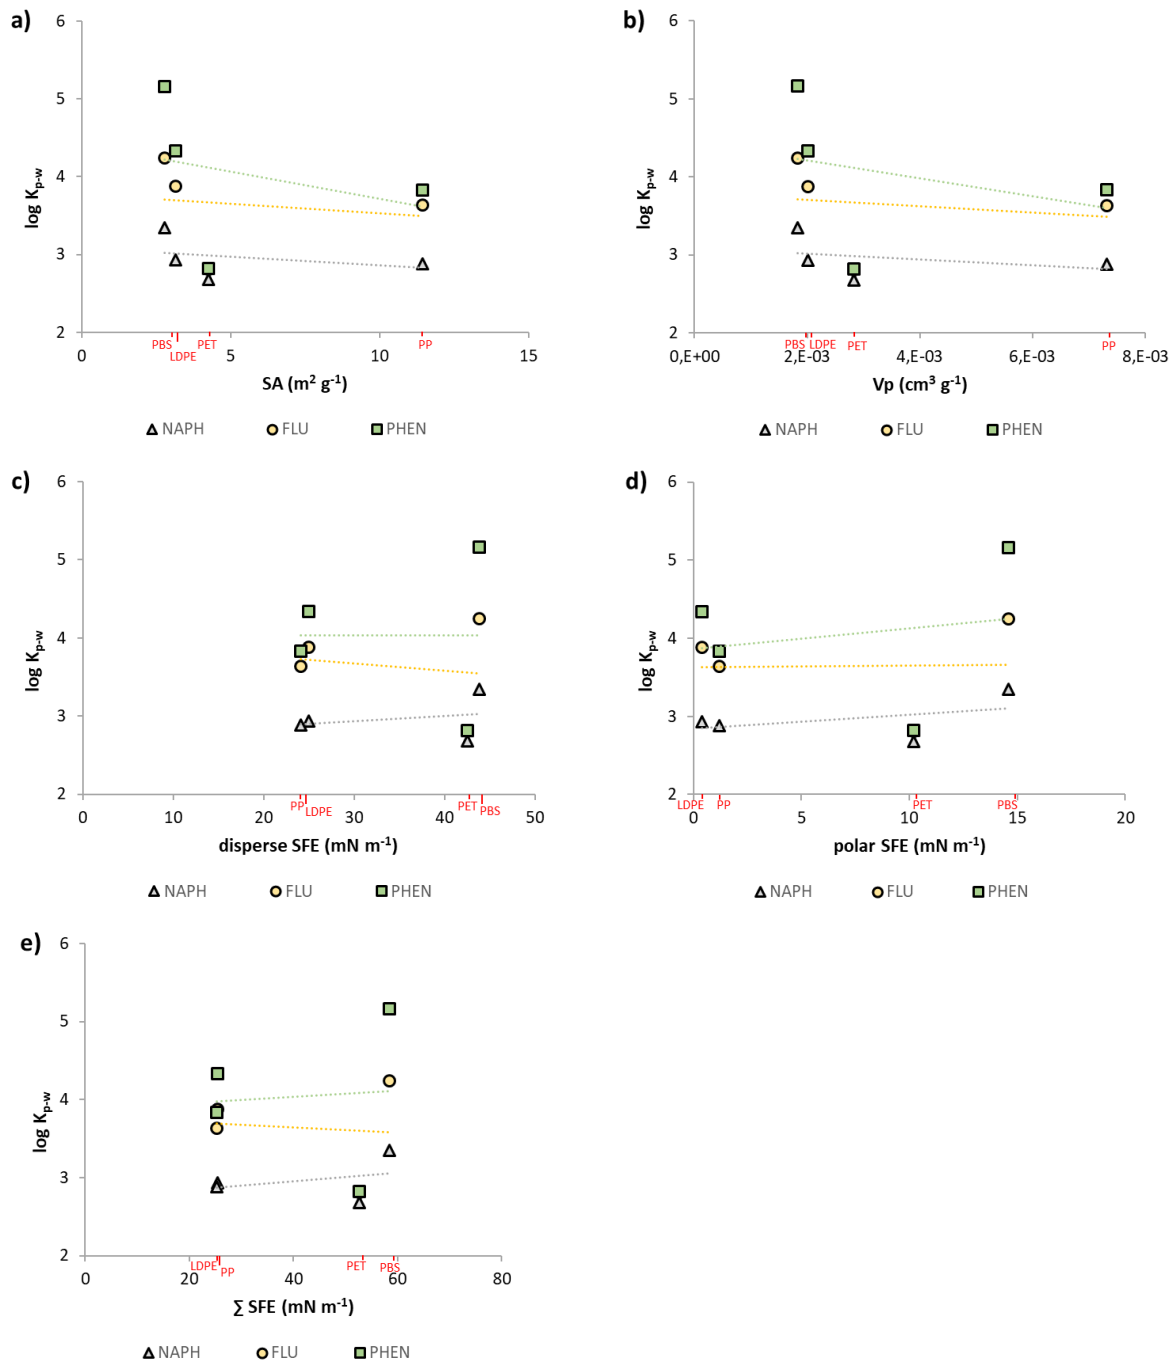 a)
6
5
4
3
2
log K p-w
0
5
10
15
PBS
LDPE
PET
PP
SA (m² g⁻¹)
NAPH FLU PHEN
b)
6
5
4
3
2
log K p-w
0,E+00
2,E-03
4,E-03
6,E-03
8,E-03
PBS LDPE
PET
PP
Vp (cm³ g⁻¹)
NAPH FLU PHEN
c)
6
5
4
3
2
log K p-w
0
10
20
30
40
50
PP
LDPE
PET
PBS
disperse SFE (mN m⁻¹)
NAPH FLU PHEN
d)
6
5
4
3
2
log K p-w
0
5
10
15
20
LDPE
PP
PET
PBS
polar SFE (mN m⁻¹)
NAPH FLU PHEN
e)
6
5
4
3
2
log K p-w
0
20
40
60
80
LDPE
PP
PET
PBS
∑ SFE (mN m⁻¹)
NAPH FLU PHEN